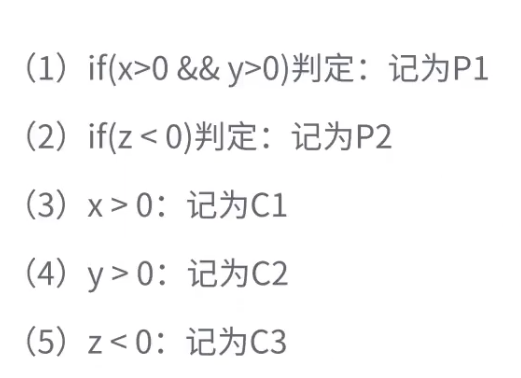 （1）if(x>0 && y>0)判定：记为P1
（2）if(z < 0)判定：记为P2
（3）x > 0：记为C1
（4）y > 0：记为C2
（5）z < 0：记为C3